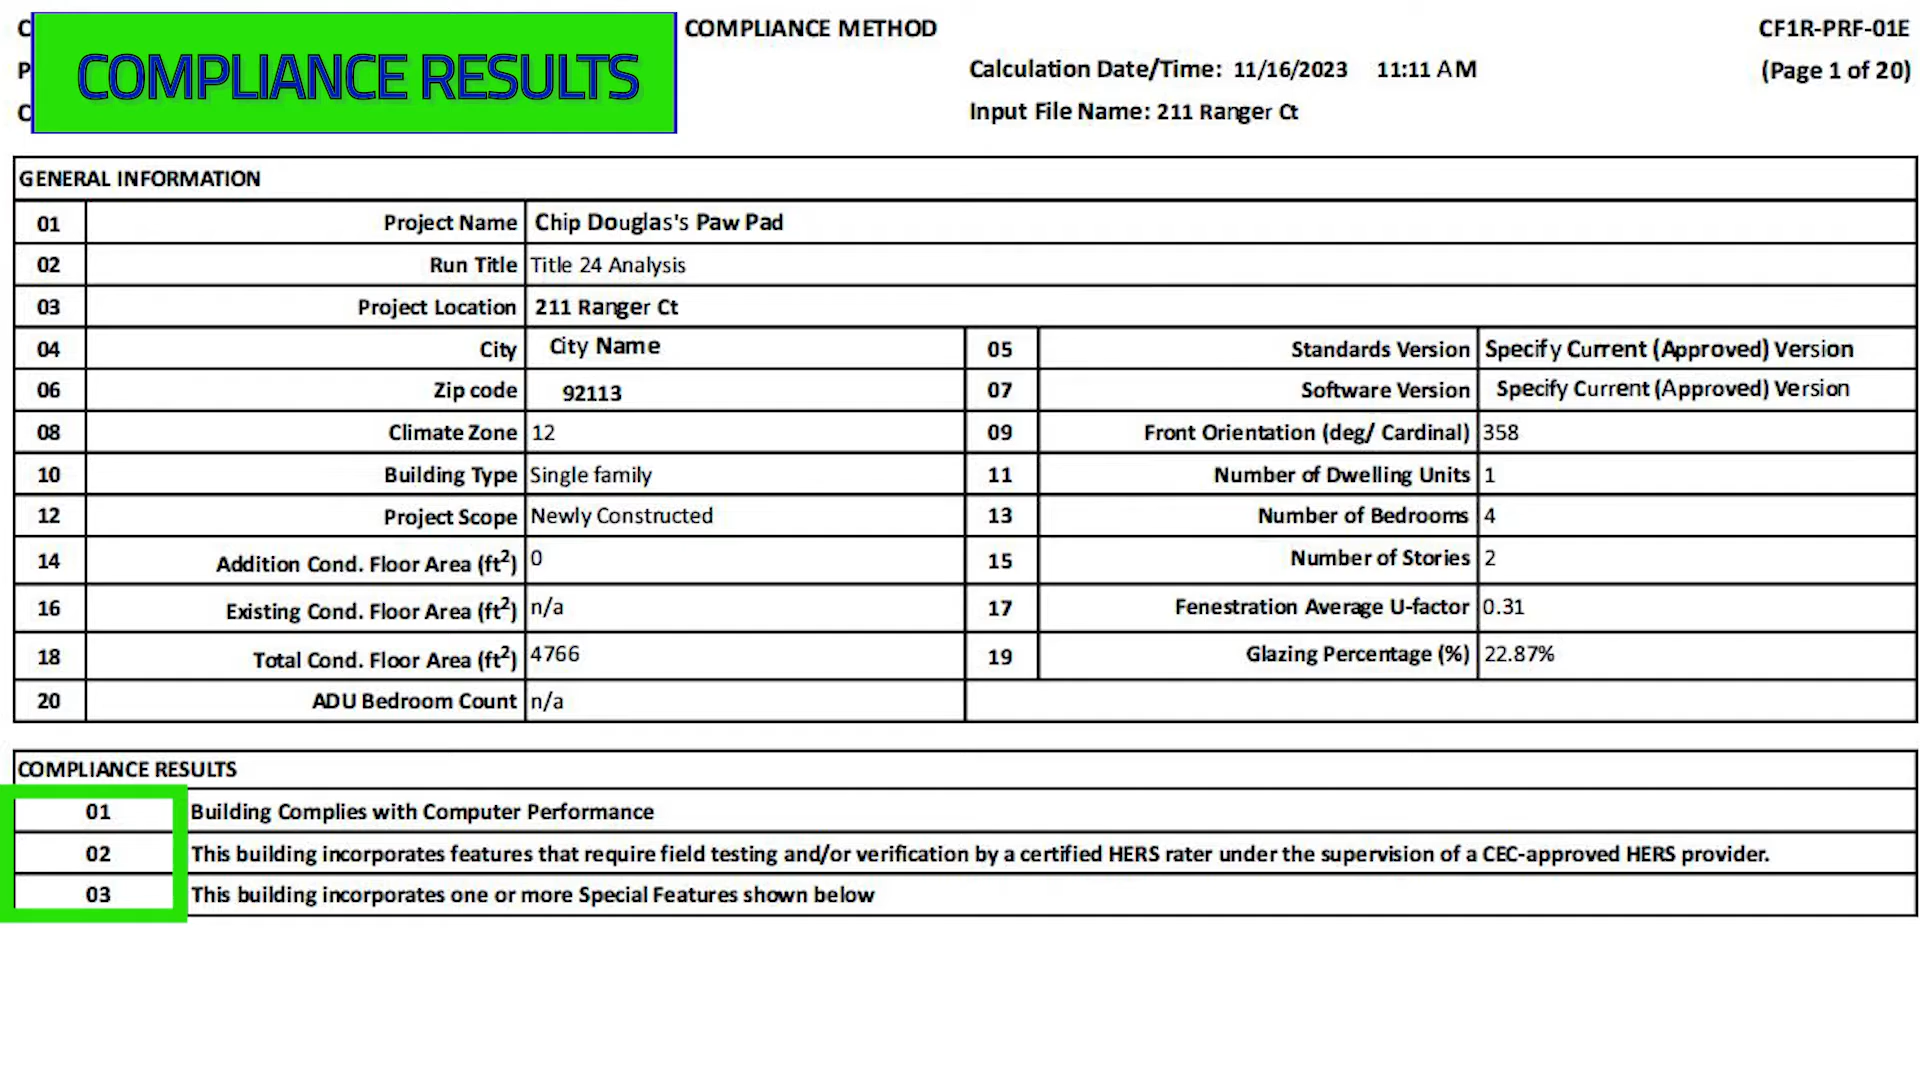 C
COMPLIANCE METHOD
CF1R-PRF-01E
COMPLIANCE RESULTS
P
Calculation Date/Time: 11/16/2023 11:11 AM
(Page 1 of 20)
C
Input File Name: 211 Ranger Ct
GENERAL INFORMATION
01 Project Name Chip Douglas's Paw Pad
02 Run Title Title 24 Analysis
03 Project Location 211 Ranger Ct
04 City City Name 05 Standards Version Specify Current (Approved) Version
06 Zip code 92113 07 Software Version Specify Current (Approved) Version
08 Climate Zone 12 09 Front Orientation (deg/ Cardinal) 358
10 Building Type Single family 11 Number of Dwelling Units 1
12 Project Scope Newly Constructed 13 Number of Bedrooms 4
14 Addition Cond. Floor Area (ft²) 0 15 Number of Stories 2
16 Existing Cond. Floor Area (ft²) n/a 17 Fenestration Average U-factor 0.31
18 Total Cond. Floor Area (ft²) 4766 19 Glazing Percentage (%) 22.87%
20 ADU Bedroom Count n/a
COMPLIANCE RESULTS
01 Building Complies with Computer Performance
02 This building incorporates features that require field testing and/or verification by a certified HERS rater under the supervision of a CEC-approved HERS provider.
03 This building incorporates one or more Special Features shown below